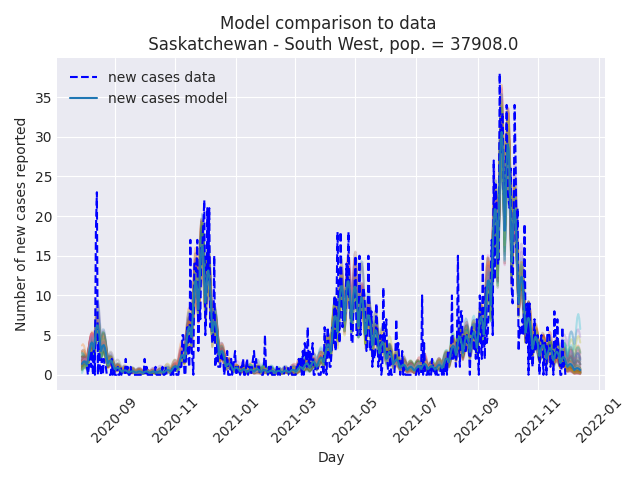 Model comparison to data
Saskatchewan - South West, pop. = 37908.0
new cases data
new cases model
Number of new cases reported
35
30
25
20
15
10
5
0
2020-09
2020-11
2021-01
2021-03
2021-05
2021-07
2021-09
2021-11
2022-01
Day